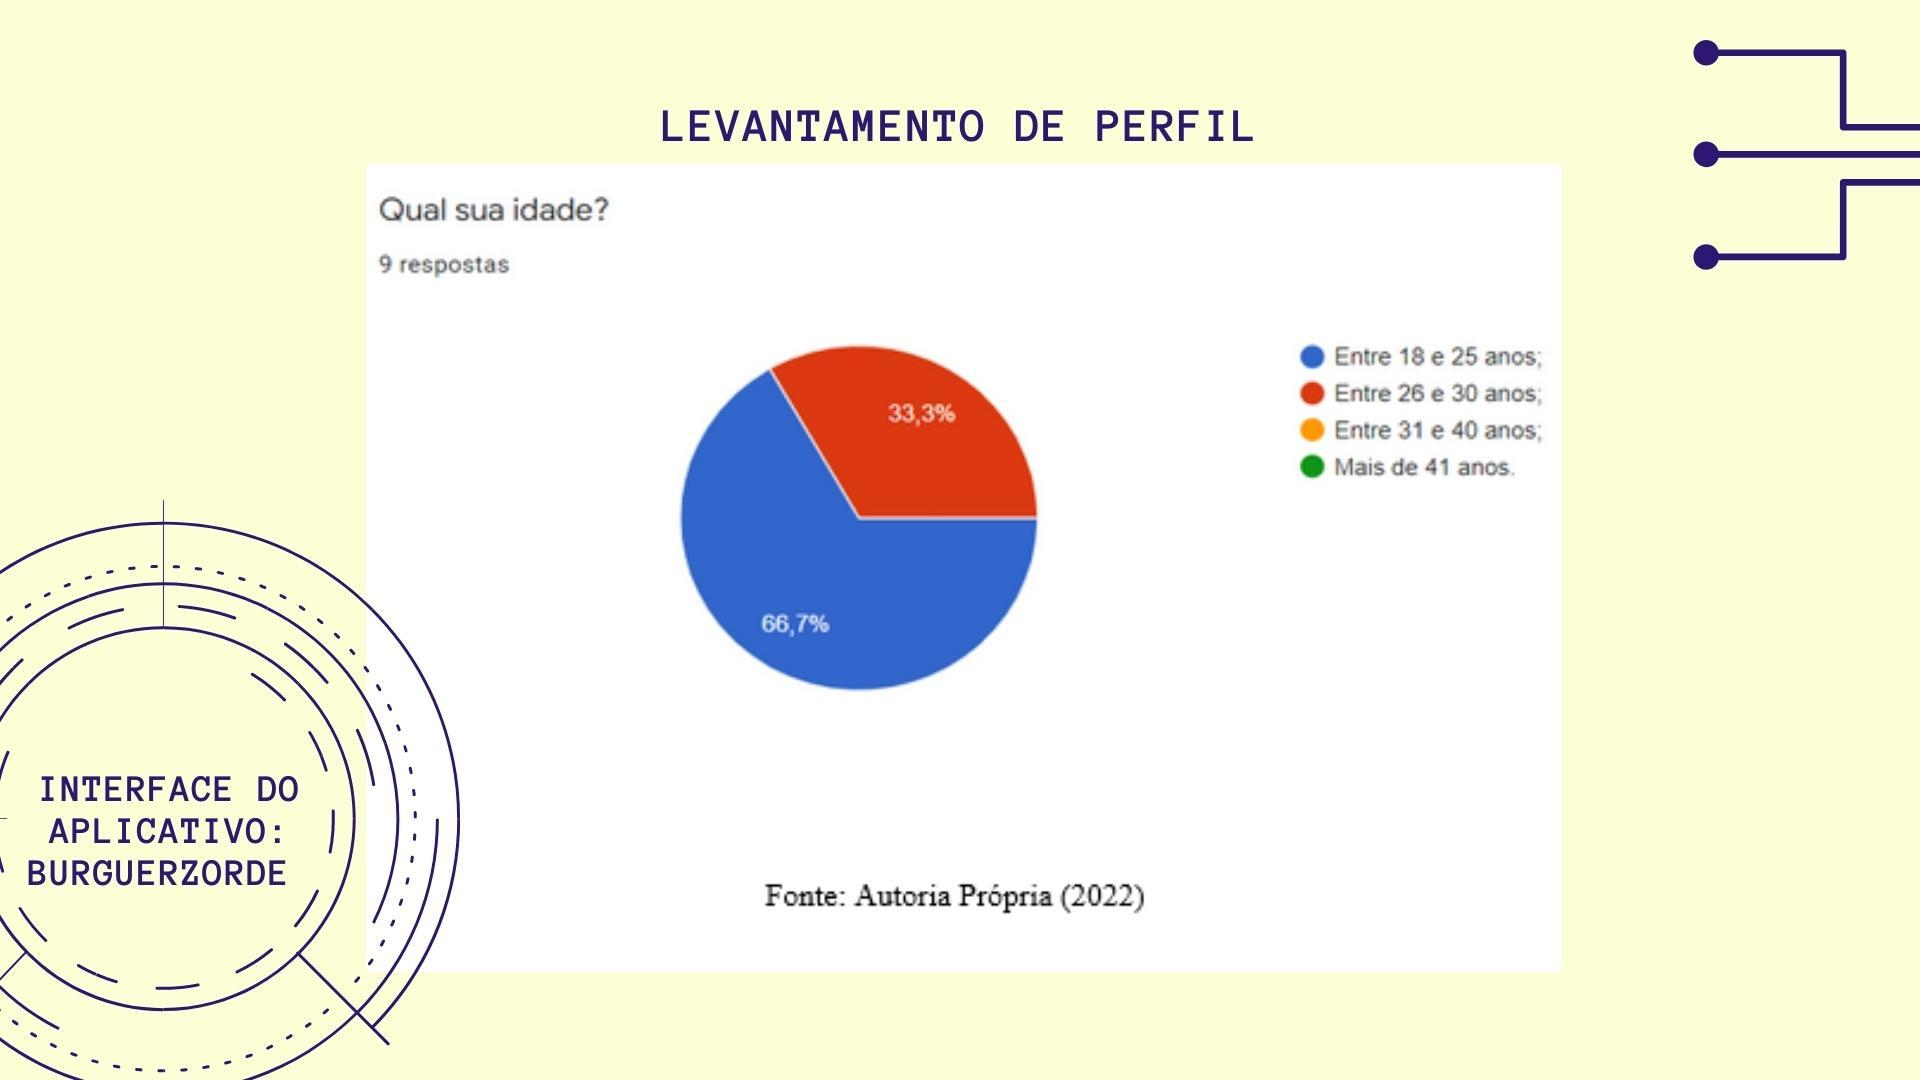 LEVANTAMENTO DE PERFIL
Qual sua idade?
9 respostas
33,3%
66,7%
Entre 18 e 25 anos;
Entre 26 e 30 anos;
Entre 31 e 40 anos;
Mais de 41 anos.
INTERFACE DO
APLICATIVO:
BURGUERZORDE
Fonte: Autoria Própria (2022)